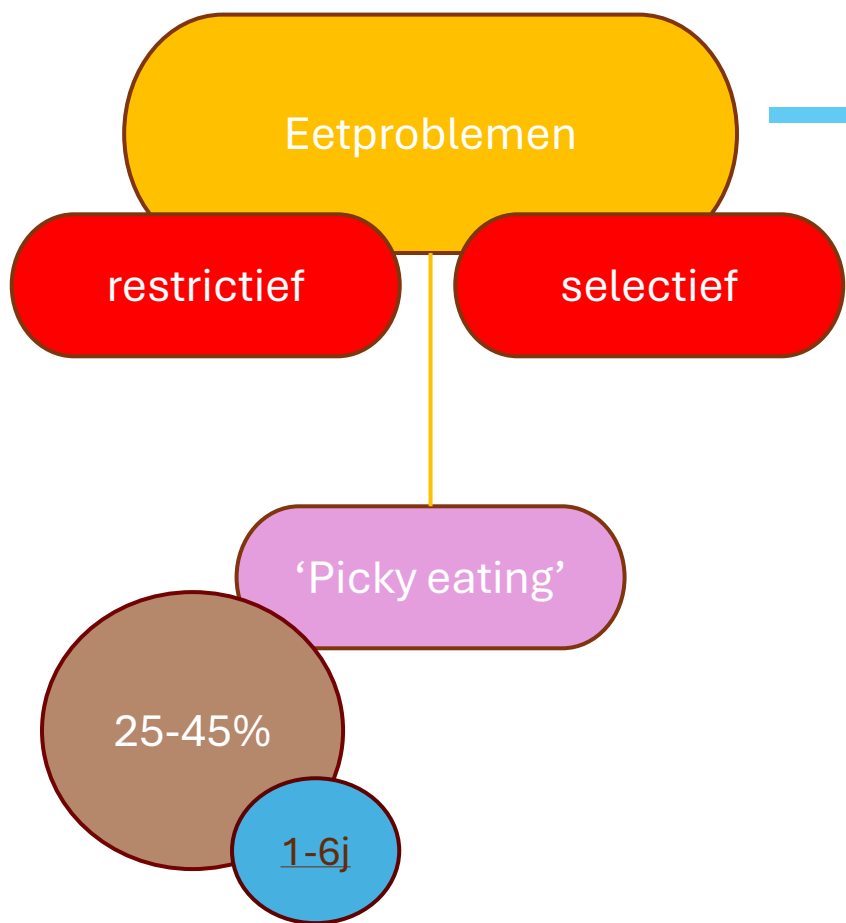 Eetproblemen
restrictief
selectief
‘Picky eating’
25-45%
1-6j